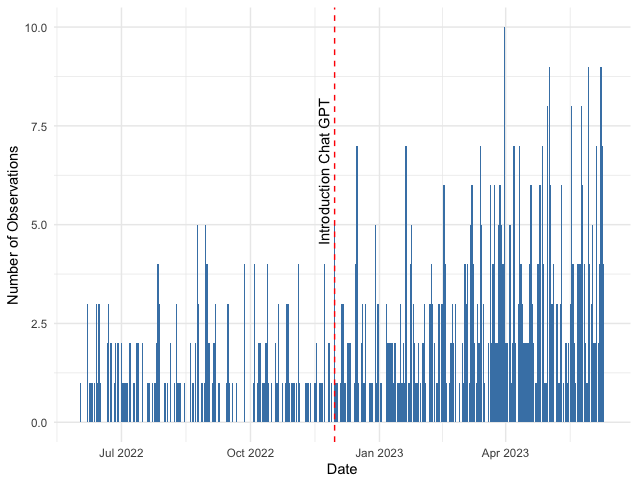 10.0
7.5
5.0
2.5
0.0
Number of Observations
Introduction Chat GPT
Jul 2022
Oct 2022
Jan 2023
Apr 2023
Date